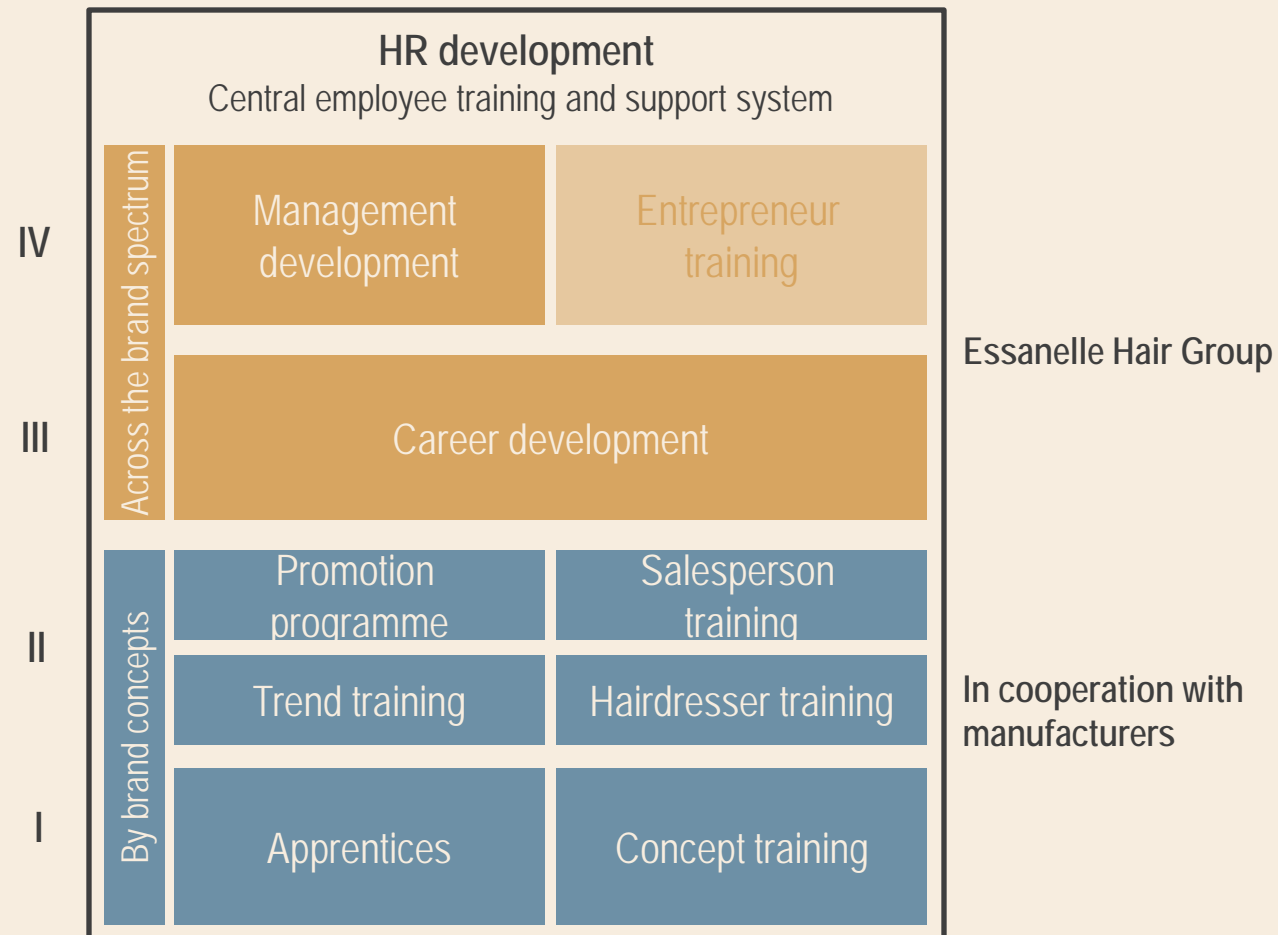 HR development
Central employee training and support system
IV
Across the brand spectrum
Management
development
Entrepreneur
training
Essanelle Hair Group
III
Career development
II
By brand concepts
Promotion
programme
Salesperson
training
Trend training
Hairdresser training
In cooperation with
manufacturers
I
Apprentices
Concept training